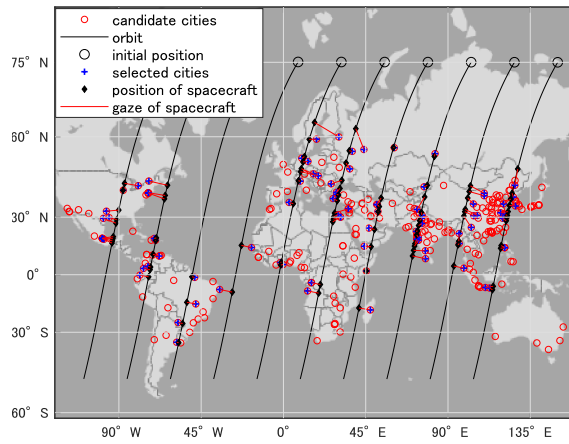 candidate cities
orbit
initial position
selected cities
position of spacecraft
gaze of spacecraft
75° N
60° N
30° N
0°
30° S
60° S
90° W 45° W 0° 45° E 90° E 135° E